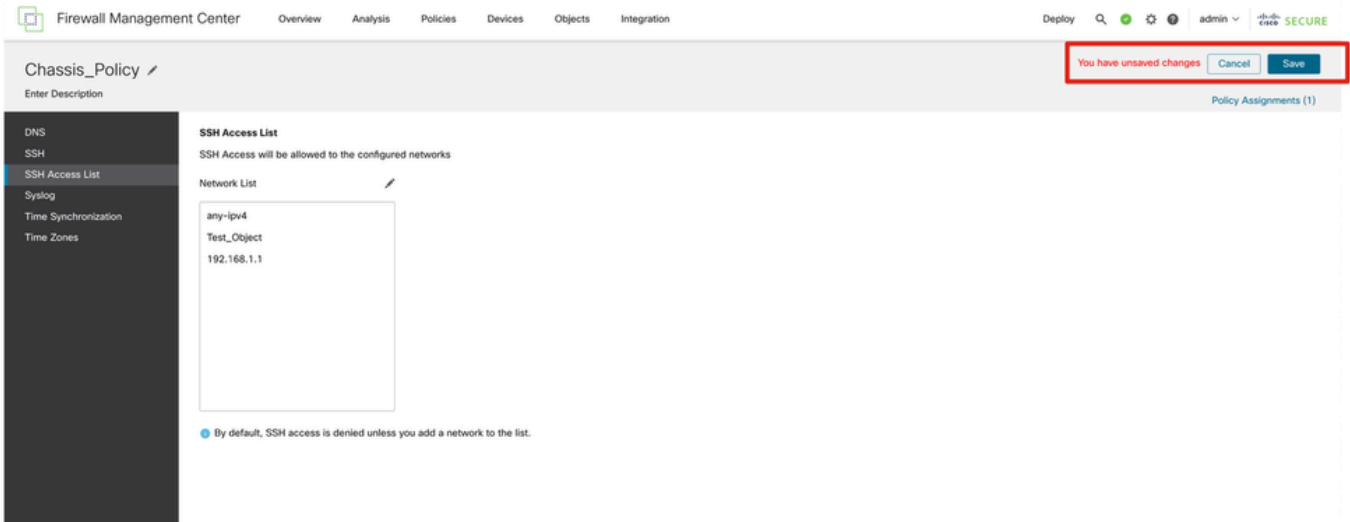 Firewall Management Center Overview Analysis Policies Devices Objects Integration Deploy admin cisco SECURE
Chassis_Policy
You have unsaved changes Cancel Save
Enter Description
Policy Assignments (1)
DNS
SSH
SSH Access List
Syslog
Time Synchronization
Time Zones
SSH Access List
SSH Access will be allowed to the configured networks
Network List
any-ipv4
Test_Object
192.168.1.1
By default, SSH access is denied unless you add a network to the list.